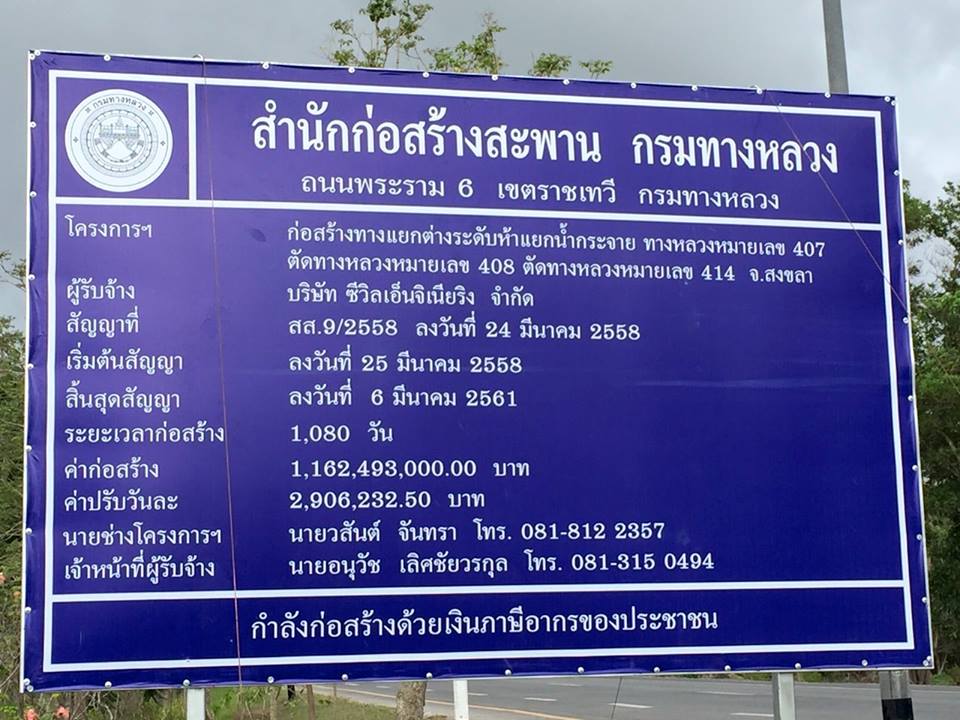 กรมทางหลวง
สำนักก่อสร้างสะพาน กรมทางหลวง
ถนนพระราม 6 เขตราชเทวี กรมทางหลวง
โครงการฯ ก่อสร้างทางแยกต่างระดับห้าแยกน้ำกระจาย ทางหลวงหมายเลข 407
ตัดทางหลวงหมายเลข 408 ตัดทางหลวงหมายเลข 414 จ.สงขลา
ผู้รับจ้าง บริษัท ซีวิลเอ็นจิเนียริง จำกัด
สัญญาที่ สส.9/2558 ลงวันที่ 24 มีนาคม 2558
เริ่มต้นสัญญา ลงวันที่ 25 มีนาคม 2558
สิ้นสุดสัญญา ลงวันที่ 6 มีนาคม 2561
ระยะเวลาก่อสร้าง 1,080 วัน
ค่าก่อสร้าง 1,162,493,000.00 บาท
ค่าปรับวันละ 2,906,232.50 บาท
นายช่างโครงการฯ นายวสันต์ จันทรา โทร. 081-812 2357
เจ้าหน้าที่ผู้รับจ้าง นายอนุวัช เลิศชัยวรกุล โทร. 081-315 0494
กำลังก่อสร้างด้วยเงินภาษีอากรของประชาชน